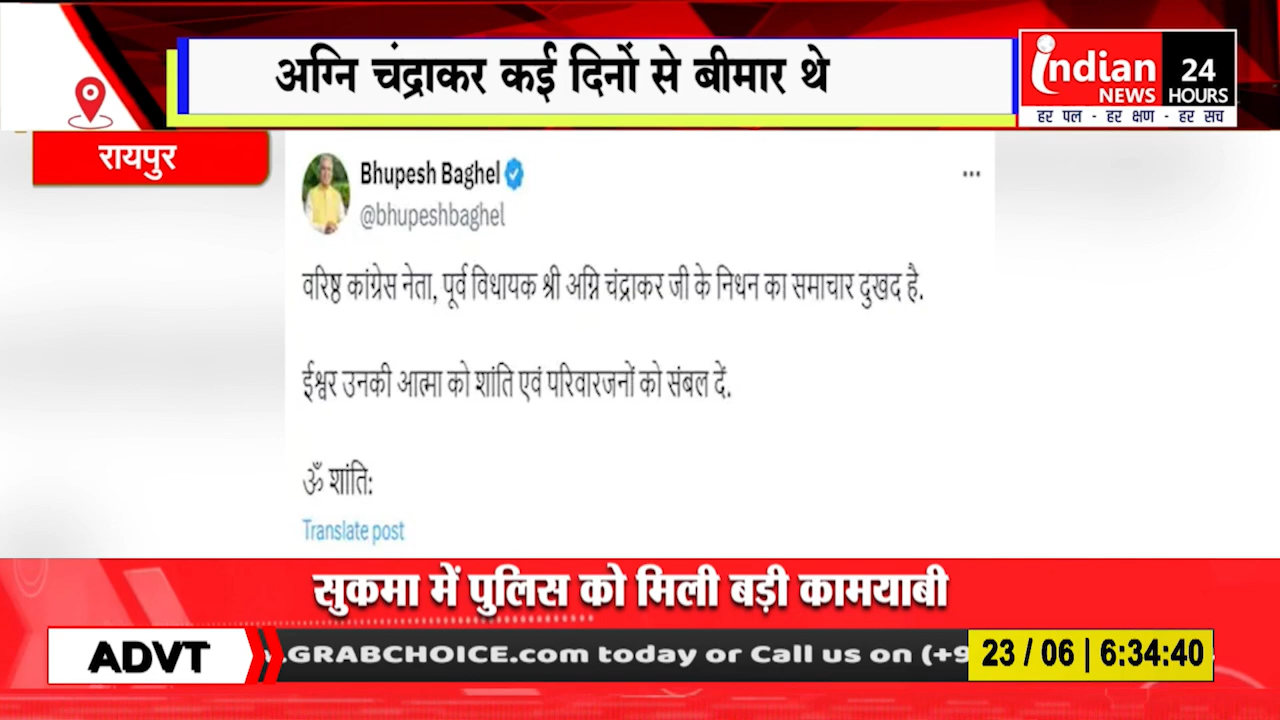 अग्नि चंद्राकर कई दिनों से बीमार थे
indian
NEWS
24
HOURS
हर पल - हर क्षण - हर सच
रायपुर
Bhupesh Baghel
@bhupeshbaghel
...
वरिष्ठ कांग्रेस नेता, पूर्व विधायक श्री अग्नि चंद्राकर जी के निधन का समाचार दुखद है.
ईश्वर उनकी आत्मा को शांति एवं परिवारजनों को संबल दें.
ॐ शांति:
Translate post
सुकमा में पुलिस को मिली बड़ी कामयाबी
ADVT
.GRABCHOICE.com today or Call us on (+9
23 / 06 | 6:34:40